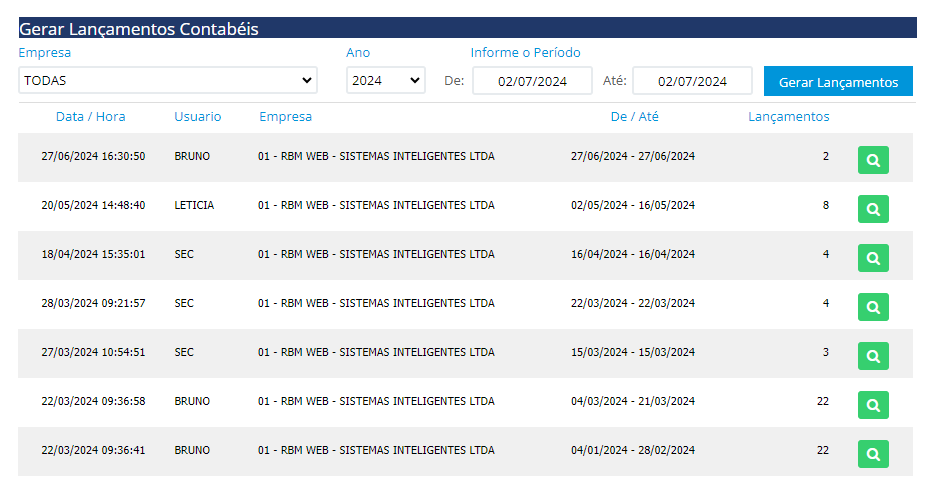 Gerar Lançamentos Contabéis
Empresa Ano Informe o Período
TODAS 2024 De: 02/07/2024 Até: 02/07/2024 Gerar Lançamentos
Data / Hora Usuario Empresa De / Até Lançamentos
27/06/2024 16:30:50 BRUNO 01 - RBM WEB - SISTEMAS INTELIGENTES LTDA 27/06/2024 - 27/06/2024 2
20/05/2024 14:48:40 LETICIA 01 - RBM WEB - SISTEMAS INTELIGENTES LTDA 02/05/2024 - 16/05/2024 8
18/04/2024 15:35:01 SEC 01 - RBM WEB - SISTEMAS INTELIGENTES LTDA 16/04/2024 - 16/04/2024 4
28/03/2024 09:21:57 SEC 01 - RBM WEB - SISTEMAS INTELIGENTES LTDA 22/03/2024 - 22/03/2024 4
27/03/2024 10:54:51 SEC 01 - RBM WEB - SISTEMAS INTELIGENTES LTDA 15/03/2024 - 15/03/2024 3
22/03/2024 09:36:58 BRUNO 01 - RBM WEB - SISTEMAS INTELIGENTES LTDA 04/03/2024 - 21/03/2024 22
22/03/2024 09:36:41 BRUNO 01 - RBM WEB - SISTEMAS INTELIGENTES LTDA 04/01/2024 - 28/02/2024 22